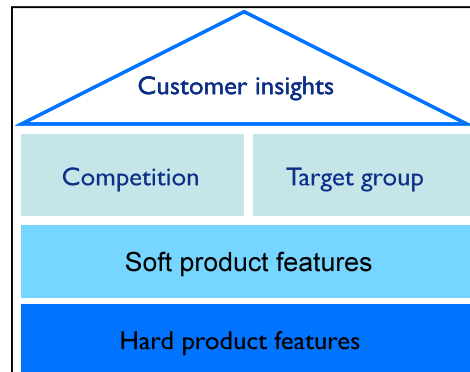 Customer insights
Competition
Target group
Soft product features
Hard product features